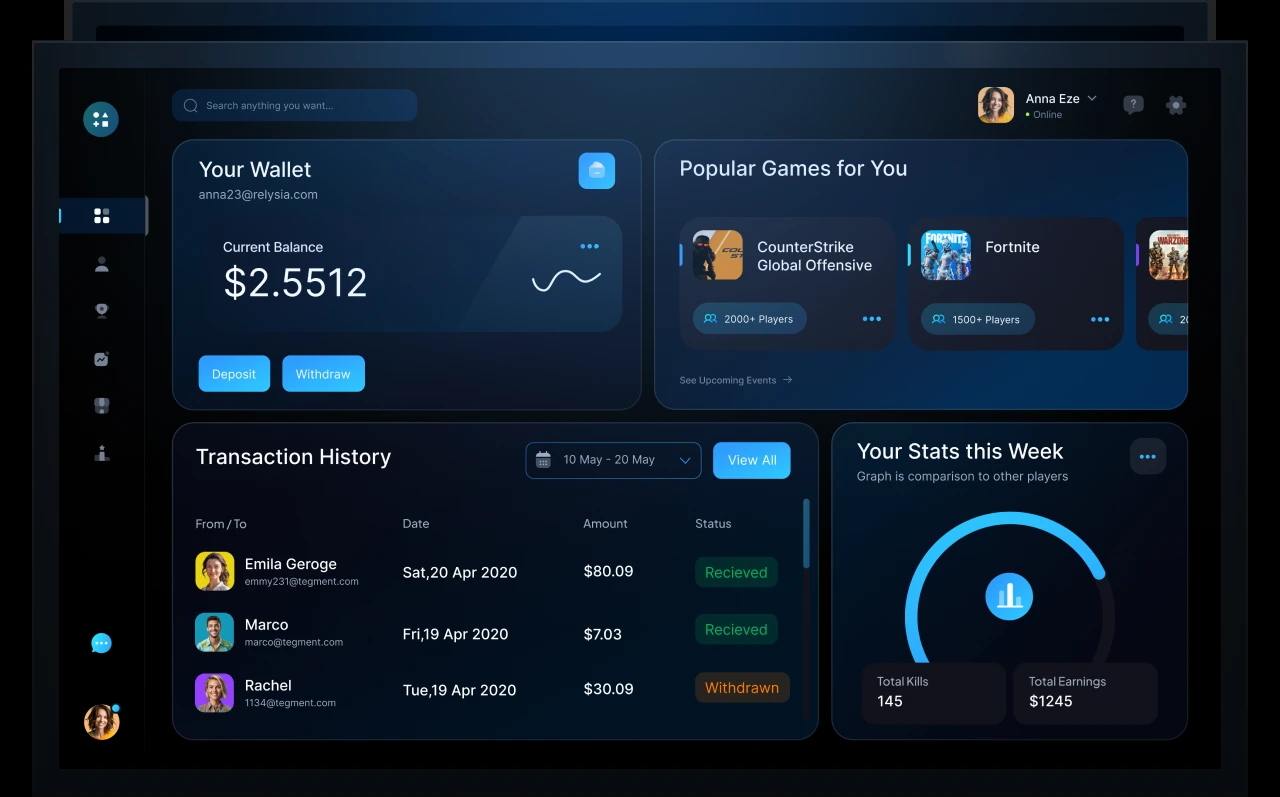 Search anything you want...
Anna Eze
Online
?
Your Wallet
anna23@relysia.com
Current Balance
$2.5512
Deposit
Withdraw
Popular Games for You
CounterStrike
Global Offensive
2000+ Players
FORTNITE
Fortnite
1500+ Players
WARZONE
See Upcoming Events
Transaction History
10 May - 20 May
View All
From / To
Date
Amount
Status
Emila Geroge
emmy231@tegment.com
Sat,20 Apr 2020
$80.09
Recieved
Marco
marco@tegment.com
Fri,19 Apr 2020
$7.03
Recieved
Rachel
1134@tegment.com
Tue,19 Apr 2020
$30.09
Withdrawn
Your Stats this Week
Graph is comparison to other players
Total Kills
145
Total Earnings
$1245